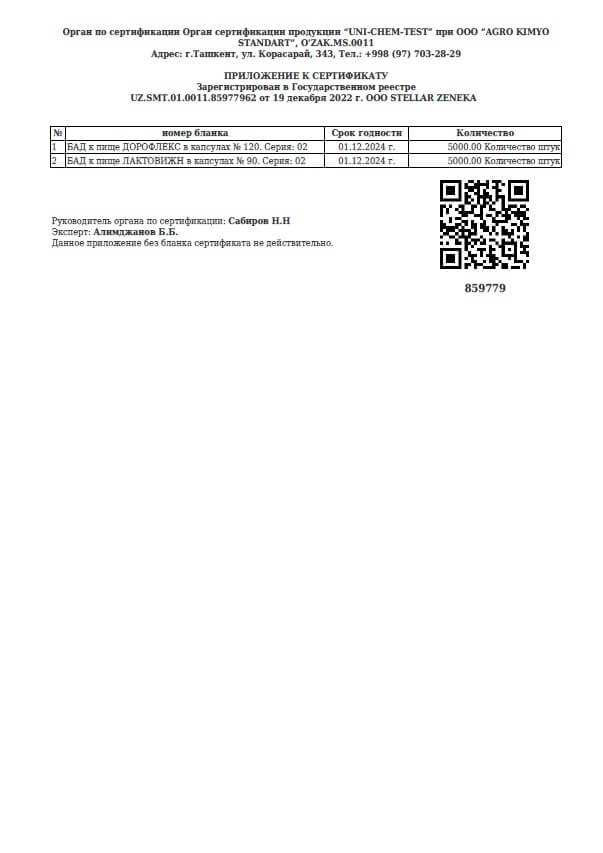 Орган по сертификации Орган сертификации продукции “UNI-CHEM-TEST” при ООО “AGRO KIMYO
STANDART”, O'ZAK.MS.0011
Адрес: г.Ташкент, ул. Корасарай, 343, Тел.: +998 (97) 703-28-29
ПРИЛОЖЕНИЕ К СЕРТИФИКАТУ
Зарегистрирован в Государственном реестре
UZ.SMT.01.0011.85977962 от 19 декабря 2022 г. ООО STELLAR ZENEKA
№ номер бланка Срок годности Количество
1 БАД к пище ДОРОФЛЕКС в капсулах № 120. Серия: 02 01.12.2024 г. 5000.00 Количество штук
2 БАД к пище ЛАКТОВИЖН в капсулах № 90. Серия: 02 01.12.2024 г. 5000.00 Количество штук
Руководитель органа по сертификации: Сабиров Н.Н
Эксперт: Алимджанов Б.Б.
Данное приложение без бланка сертификата не действительно.
859779